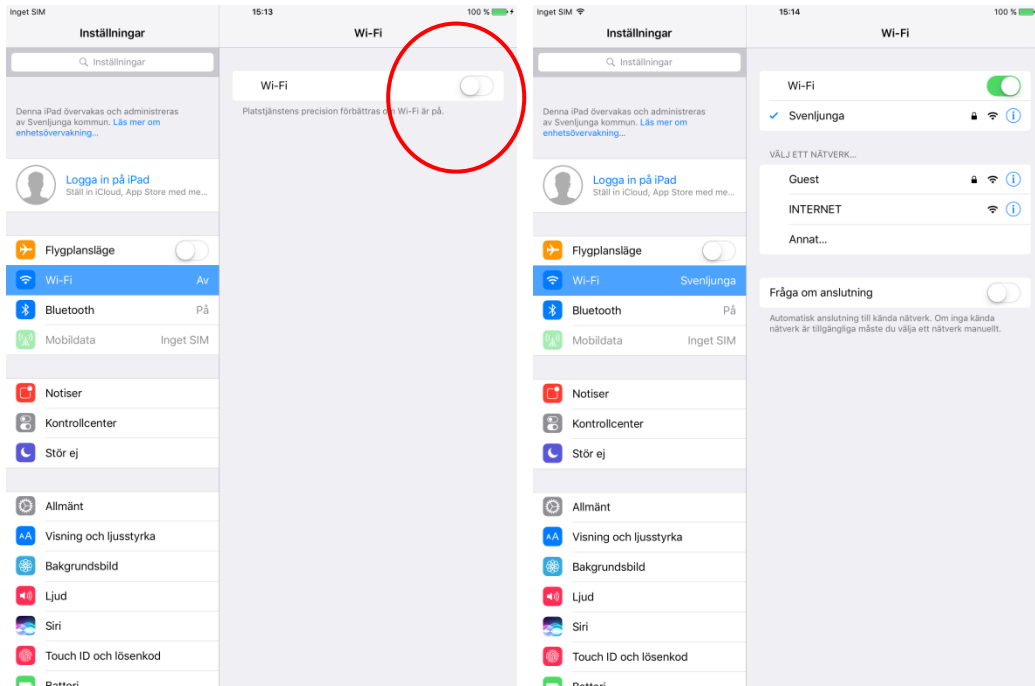 Inget SIM 15:13 100 %
Inställningar
Wi-Fi
Inställningar
Denna iPad övervakas och administreras
av Svenljunga kommun. Läs mer om
enhetsövervakning...
Logga in på iPad
Ställ in iCloud, App Store med me...
Flygplansläge
Wi-Fi Av
Bluetooth På
Mobildata Inget SIM
Notiser
Kontrollcenter
Stör ej
Allmänt
AA Visning och ljusstyrka
Bakgrundsbild
Ljud
Siri
Touch ID och lösenkod
Batteri
Wi-Fi
Platstjänstens precision förbättras om Wi-Fi är på.
Inget SIM 15:14 100 %
Inställningar
Wi-Fi
Inställningar
Denna iPad övervakas och administreras
av Svenljunga kommun. Läs mer om
enhetsövervakning...
Logga in på iPad
Ställ in iCloud, App Store med me...
Flygplansläge
Wi-Fi Svenljunga
Bluetooth På
Mobildata Inget SIM
Notiser
Kontrollcenter
Stör ej
Allmänt
AA Visning och ljusstyrka
Bakgrundsbild
Ljud
Siri
Touch ID och lösenkod
Batteri
Wi-Fi
Svenljunga
VÄLJ ETT NÄTVERK...
Guest
INTERNET
Annat...
Fråga om anslutning
Automatisk anslutning till kända nätverk. Om inga kända
nätverk är tillgängliga måste du välja ett nätverk manuellt.